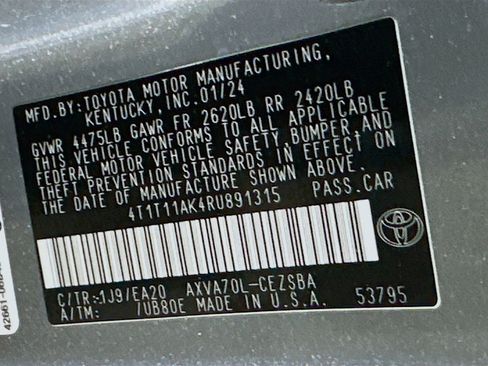 MFD.BY:TOYOTA MOTOR MANUFACTURING,
KENTUCKY,INC.01/24
GVWR 4475LB GAWR FR 2620LB RR 2420LB
THIS VEHICLE CONFORMS TO ALL APPLICABLE
FEDERAL MOTOR VEHICLE SAFETY,BUMPER,AND
THEFT PREVENTION STANDARDS IN EFFECT ON
THE DATE OF MANUFACTURE SHOWN ABOVE.
4T1T11AK4RU891315 PASS.CAR
C/TR:1J9/EA20 AXVA70L-CEZSBA
A/TM: /UB80E MADE IN U.S.A. 53795